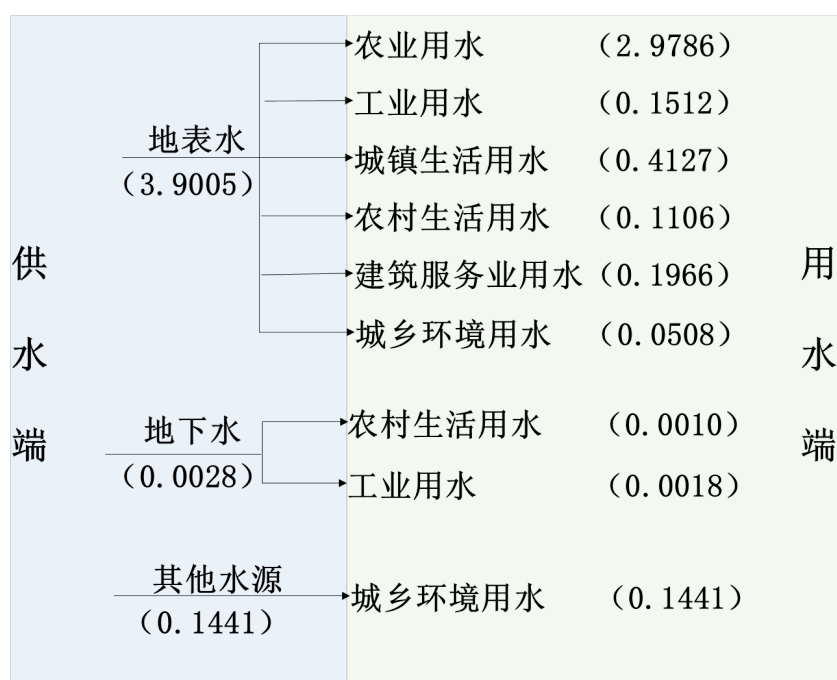 供水端
用水端
地表水
（3.9005）
农业用水 （2.9786）
工业用水 （0.1512）
城镇生活用水 （0.4127）
农村生活用水 （0.1106）
建筑服务业用水 （0.1966）
城乡环境用水 （0.0508）
地下水
（0.0028）
农村生活用水 （0.0010）
工业用水 （0.0018）
其他水源
（0.1441）
城乡环境用水 （0.1441）